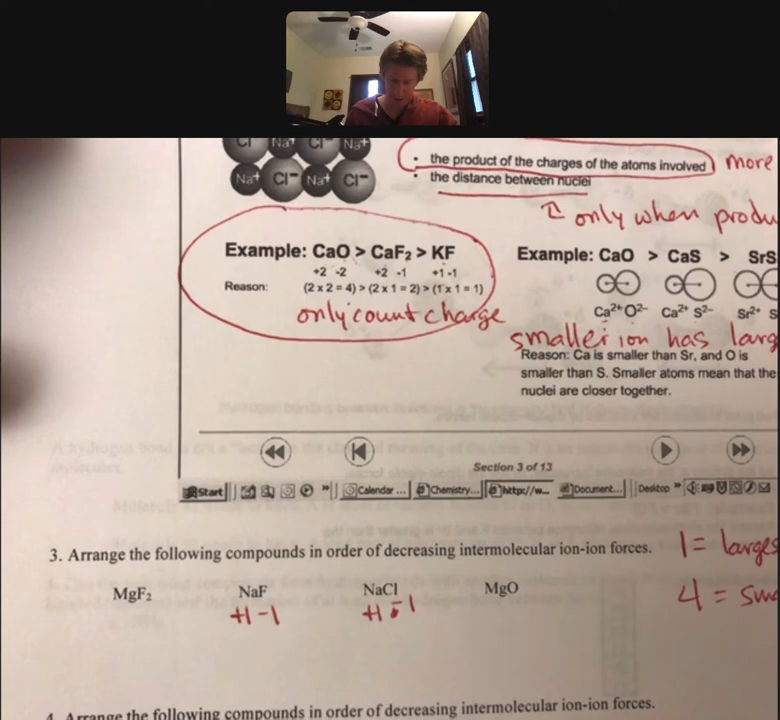 Cl⁻ Na⁺ Cl⁻ Na⁺
Na⁺ Cl⁻ Na⁺ Cl⁻
• the product of the charges of the atoms involved more
• the distance between nuclei
only when produ
Example: CaO > CaF₂ > KF
+2 -2 +2 -1 +1 -1
Reason: (2 x 2 = 4) > (2 x 1 = 2) > (1 x 1 = 1)
only count charge
Example: CaO > CaS > SrS
Ca²⁺ O²⁻ Ca²⁺ S²⁻ Sr²⁺ S
smaller ion has larg
Reason: Ca is smaller than Sr, and O is
smaller than S. Smaller atoms mean that the
nuclei are closer together.
Section 3 of 13
Start » Calendar ... Chemistry... http://w... Document... Desktop »
3. Arrange the following compounds in order of decreasing intermolecular ion-ion forces. 1 = larges
MgF₂ NaF NaCl MgO 4 = sma
+1 -1 +1 -1
4. Arrange the following compounds in order of decreasing intermolecular ion-ion forces.